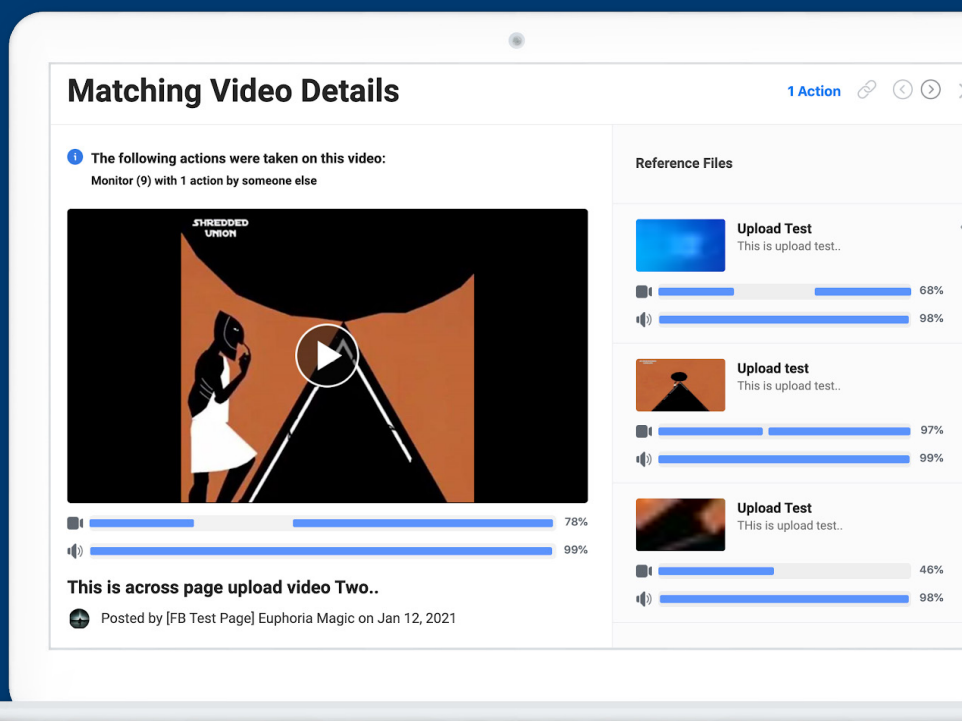 Matching Video Details
1 Action
The following actions were taken on this video:
Monitor (9) with 1 action by someone else
SHREDDED
UNION
78%
99%
This is across page upload video Two..
Posted by [FB Test Page] Euphoria Magic on Jan 12, 2021
Reference Files
Upload Test
This is upload test..
68%
98%
Upload test
This is upload test..
97%
99%
Upload Test
THis is upload test..
46%
98%